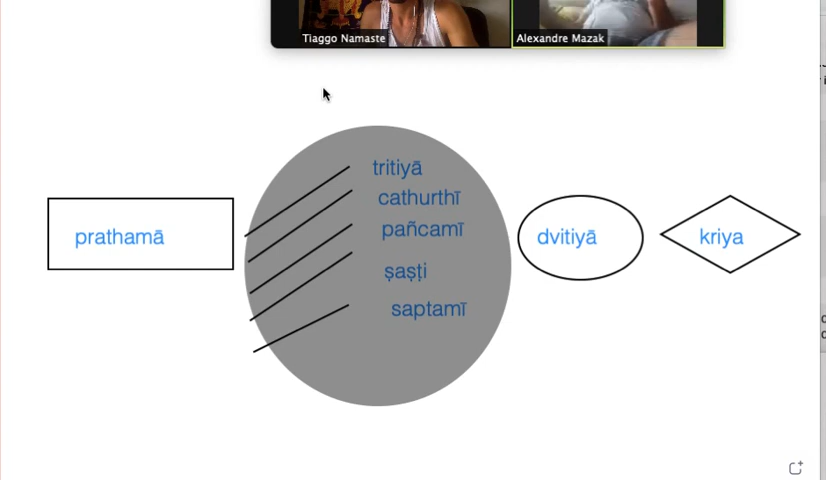 Tiaggo Namaste
Alexandre Mazak
prathamā
tritiyā
cathurthī
pañcamī
ṣaṣṭi
saptamī
dvitiyā
kriya